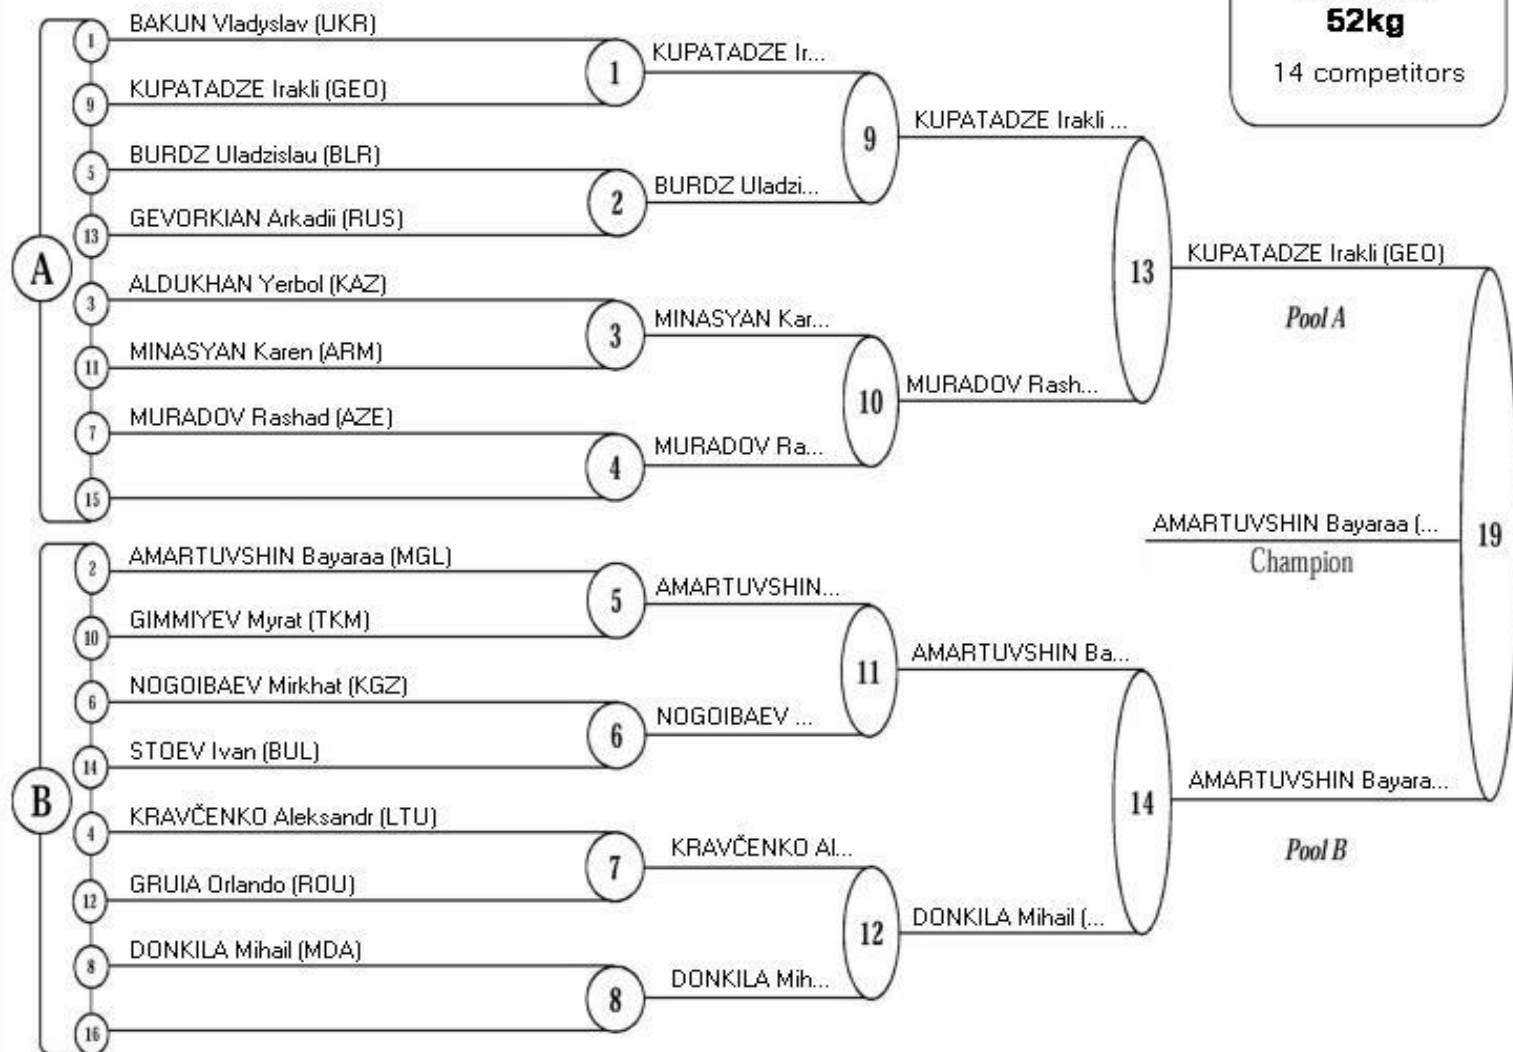 52kg
14 competitors
A
1
BAKUN Vladyslav (UKR)
9
KUPATADZE Irakli (GEO)
1
KUPATADZE Ir...
5
BURDZ Uladzislau (BLR)
13
GEVORKIAN Arkadii (RUS)
2
BURDZ Uladzi...
9
KUPATADZE Irakli ...
3
ALDUKHAN Yerbol (KAZ)
11
MINASYAN Karen (ARM)
3
MINASYAN Kar...
7
MURADOV Rashad (AZE)
15
4
MURADOV Ra...
10
MURADOV Rash...
13
KUPATADZE Irakli (GEO)
Pool A
B
2
AMARTUVSHIN Bayaraa (MGL)
10
GIMMIYEV Myrat (TKM)
5
AMARTUVSHIN...
6
NOGOIBAEV Mirkhat (KGZ)
14
STOEV Ivan (BUL)
6
NOGOIBAEV ...
11
AMARTUVSHIN Ba...
4
KRAVČENKO Aleksandr (LTU)
12
GRUIA Orlando (ROU)
7
KRAVČENKO Al...
8
DONKILA Mihail (MDA)
16
8
DONKILA Mih...
12
DONKILA Mihail (...
14
AMARTUVSHIN Bayara...
Pool B
19
AMARTUVSHIN Bayaraa (...
Champion